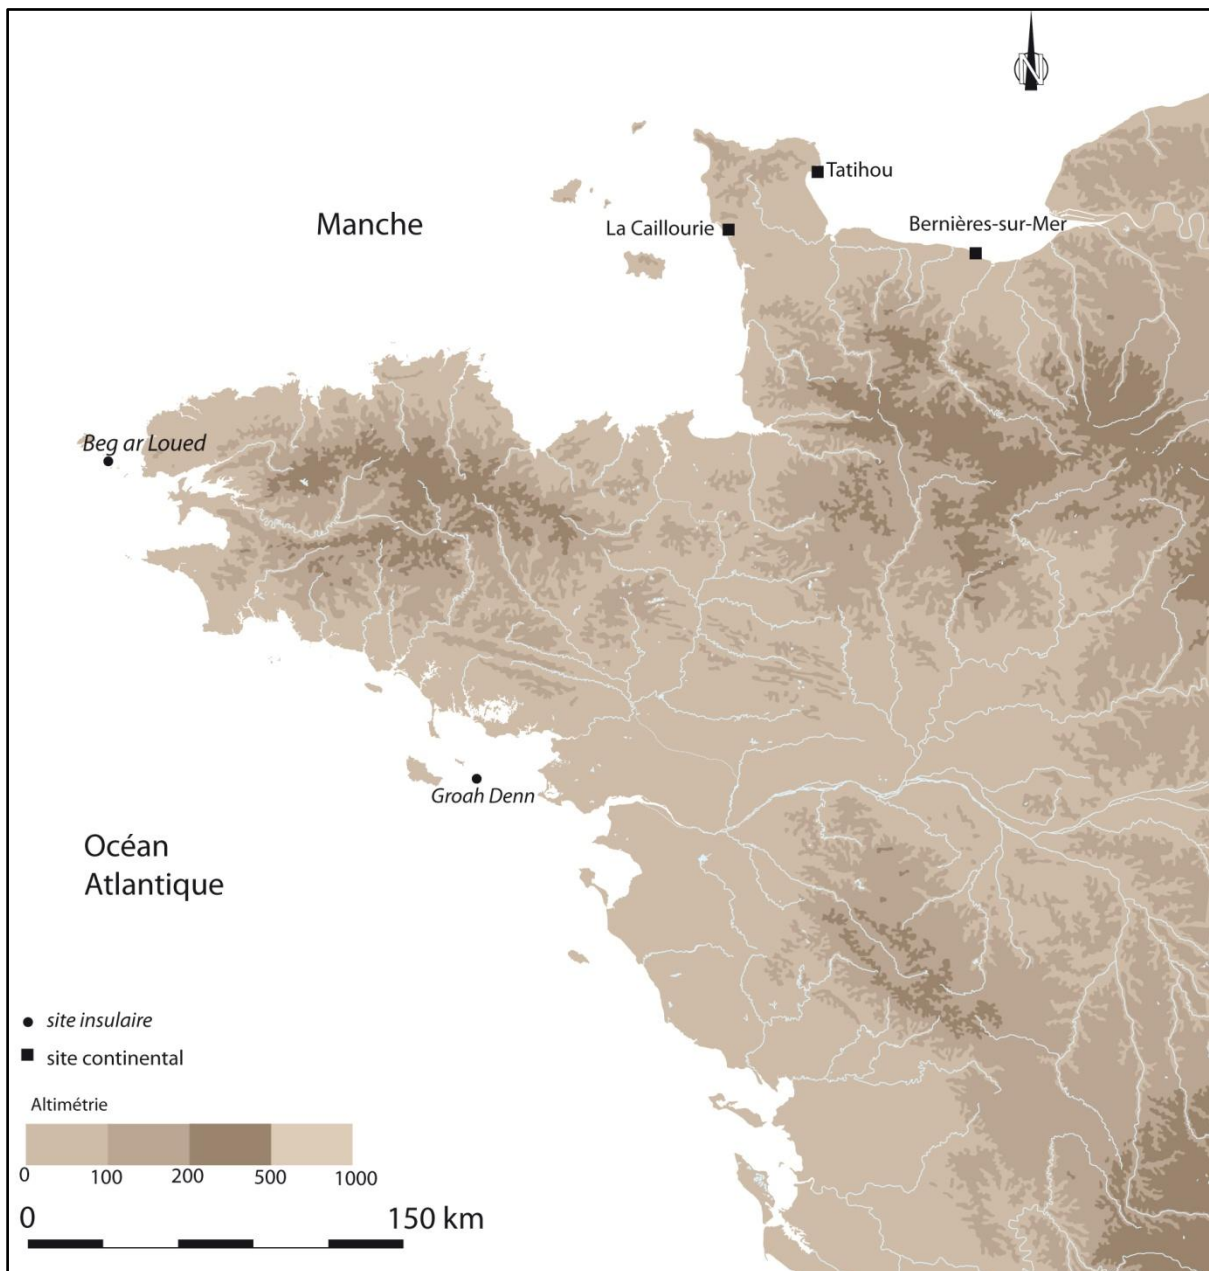 N
Tatihou
Manche
La Caillourie
Bernières-sur-Mer
Beg ar Loued
Groah Denn
Océan
Atlantique
site insulaire
site continental
Altimétrie
0 100 200 500 1000
0 150 km